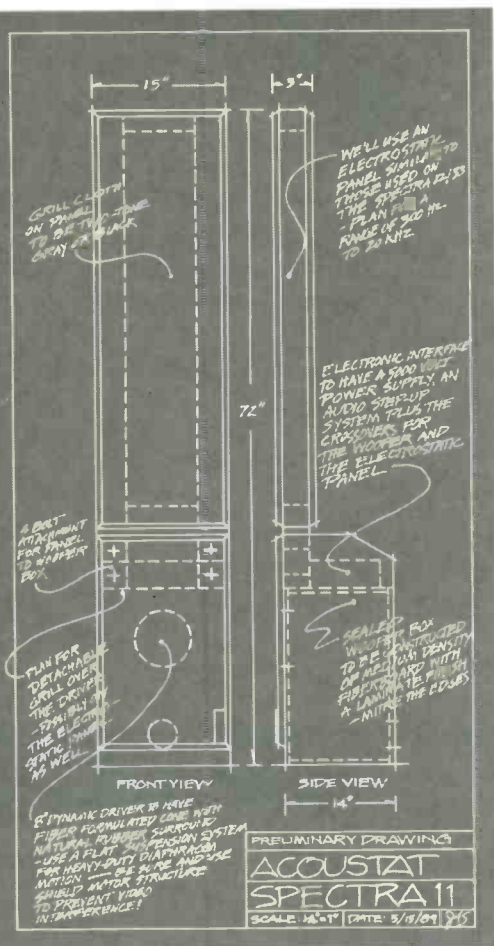 15"
3"
GRILL CLOTH
ON PANEL
TO BE TWO-TONE
GRAY OR BLACK
WE'LL USE AN
ELECTROSTATIC
PANEL SIMILAR TO
THOSE USED ON
THE SPECTRA
- PLAN FOR A
RANGE OF 300 HZ
TO 20 KHZ
72"
ELECTRONIC INTERFACE
TO HAVE A 5000 VOLT
POWER SUPPLY, AN
AUDIO STEP-UP
SYSTEM PLUS THE
CROSSOVERS FOR
THE WOOFER AND
THE ELECTROSTATIC
PANEL
4 BOLT
ATTACHMENT
FOR PANEL
TO WOOFER
BOX
PLAN FOR
DETACHABLE
GRILL OVER
THE DRIVER
- POSSIBLY ON
THE ELECTRO-
STATIC PANEL
AS WELL
SEALED
WOOFER BOX
TO BE CONSTRUCTED
OF MEDIUM DENSITY
FIBERBOARD WITH
A LAMINATE FINISH
- MITRE THE EDGES
FRONT VIEW
SIDE VIEW
14"
8" DYNAMIC DRIVER TO HAVE
FIBER FORMULATED CONE WITH
NATURAL RUBBER SURROUND
- USE A FLAT SUSPENSION SYSTEM
FOR HEAVY-DUTY DIAPHRAGM
MOTION — BE SURE AND USE
SHIELD MOTOR STRUCTURE
TO PREVENT VIDEO
INTERFERENCE!
PRELIMINARY DRAWING
ACOUSTAT
SPECTRA 11
SCALE: DATE: 5/15/89